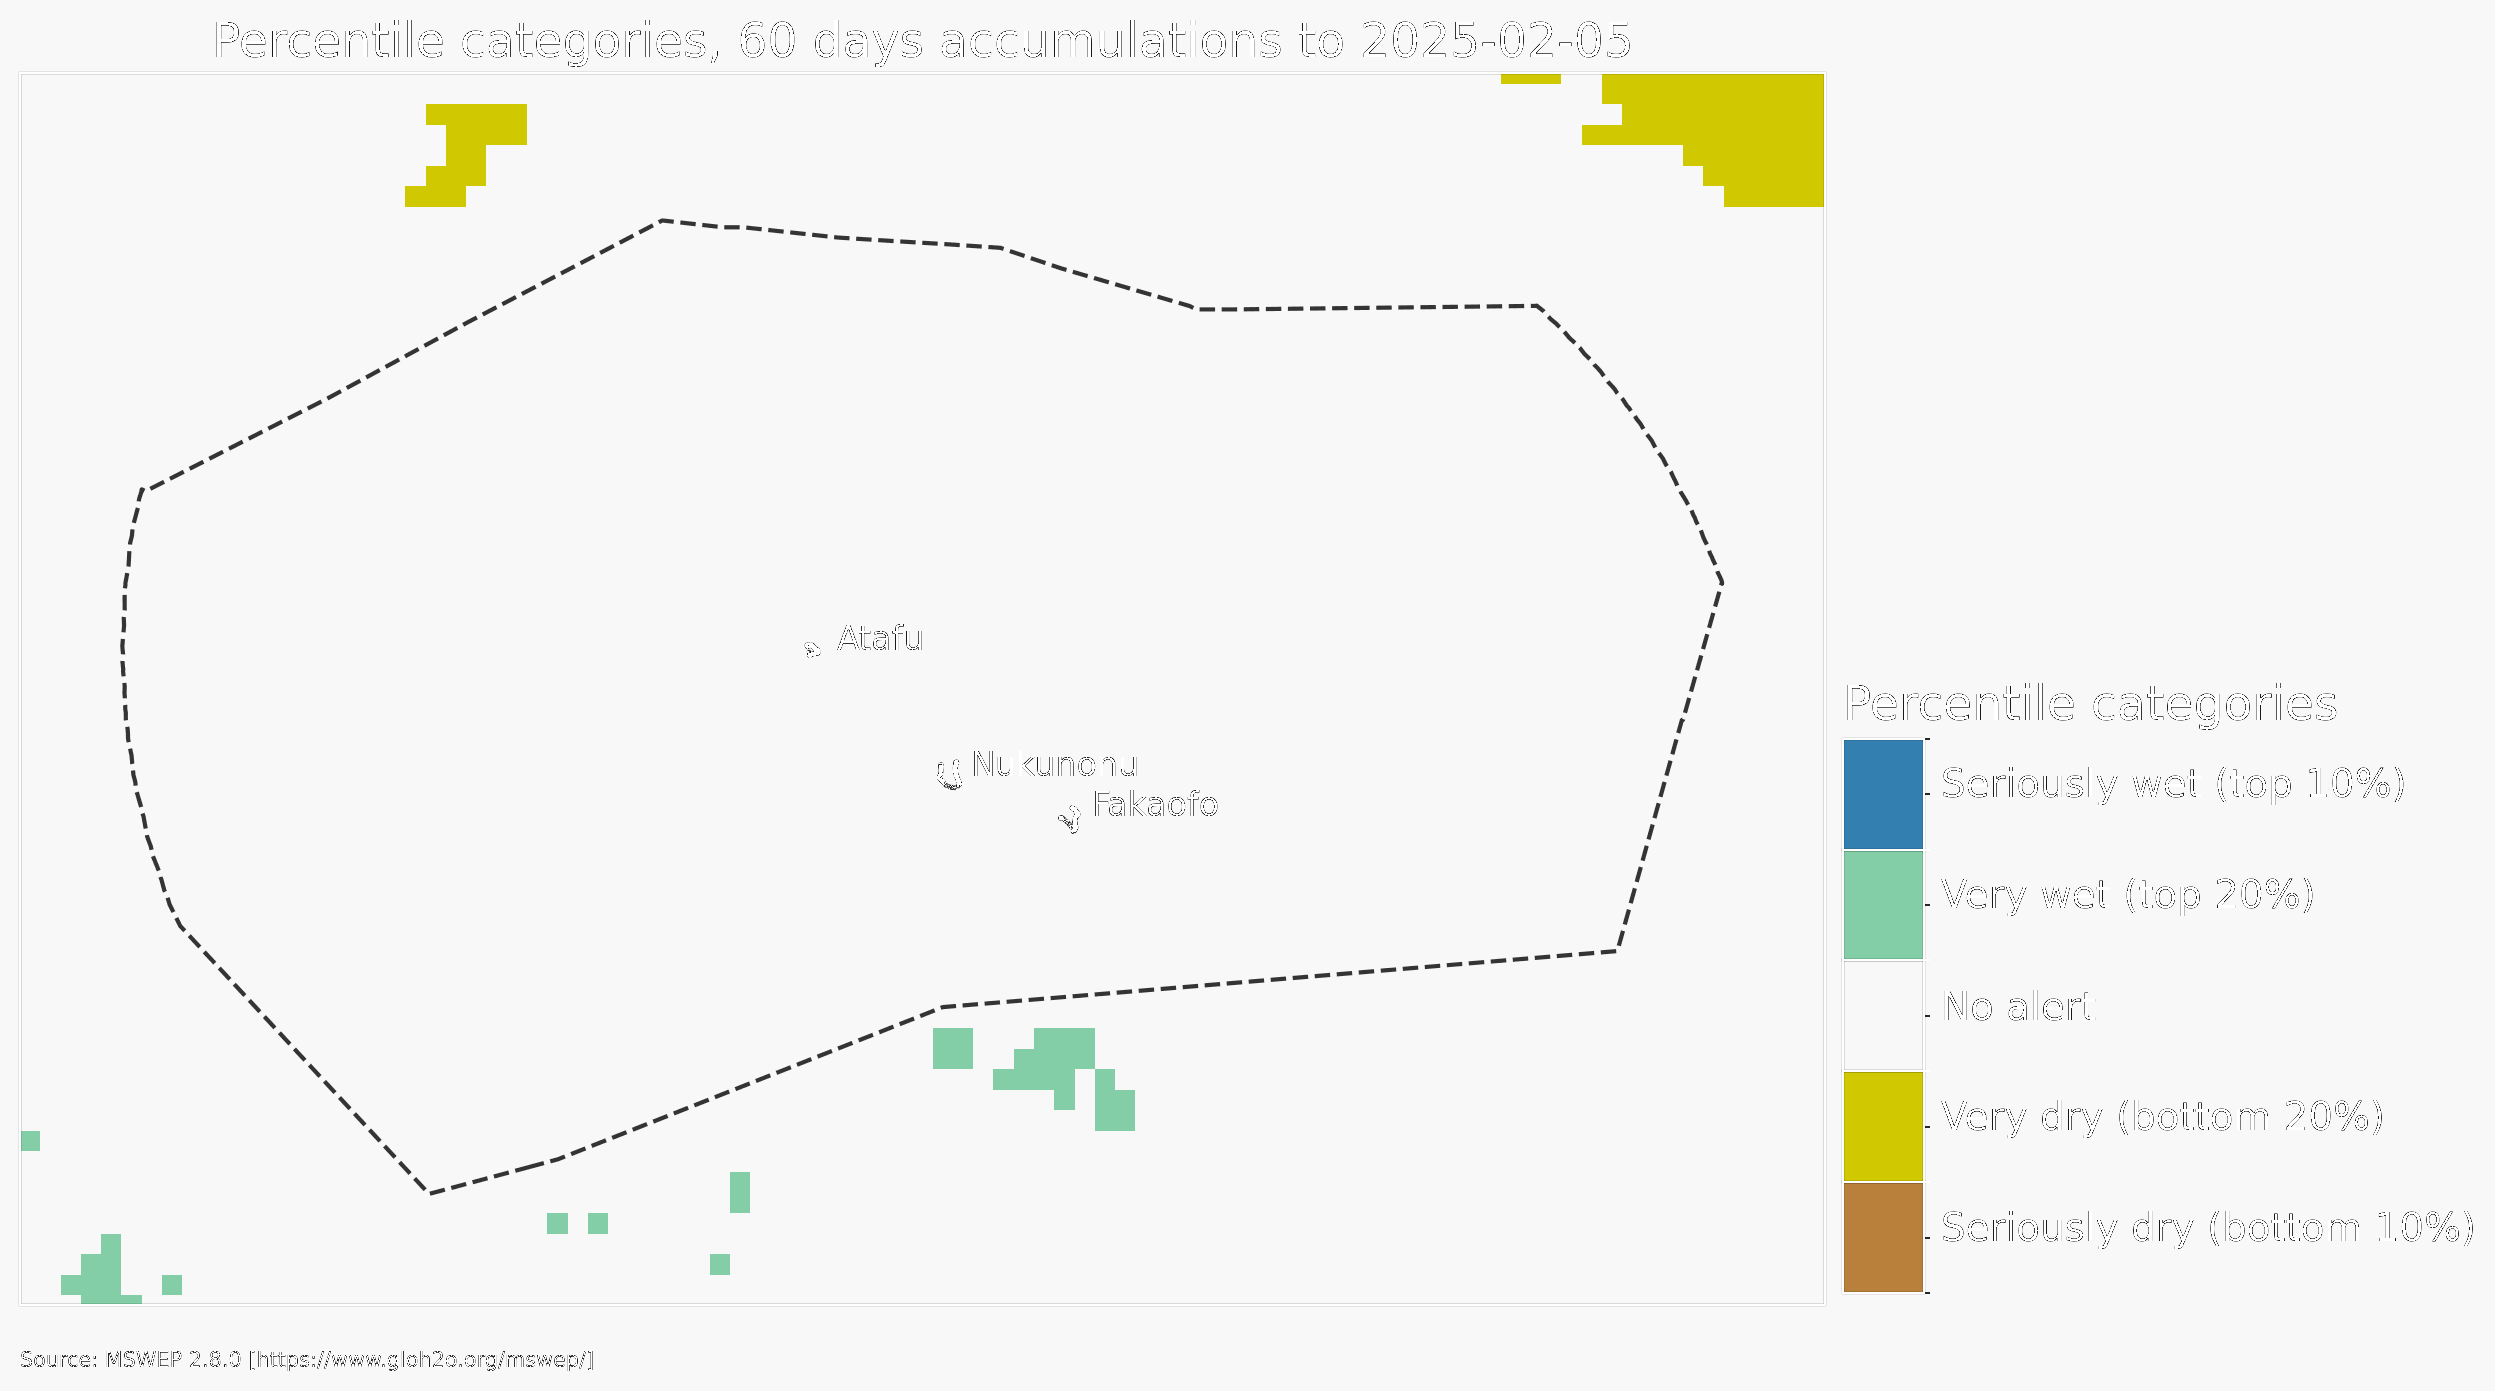 Percentile categories, 60 days accumulations to 2025-02-05
Atafu
Nukunonu
Fakaofo
Percentile categories
Seriously wet (top 10%)
Very wet (top 20%)
No alert
Very dry (bottom 20%)
Seriously dry (bottom 10%)
Source: MSWEP 2.8.0 [https://www.gloh2o.org/mswep/]